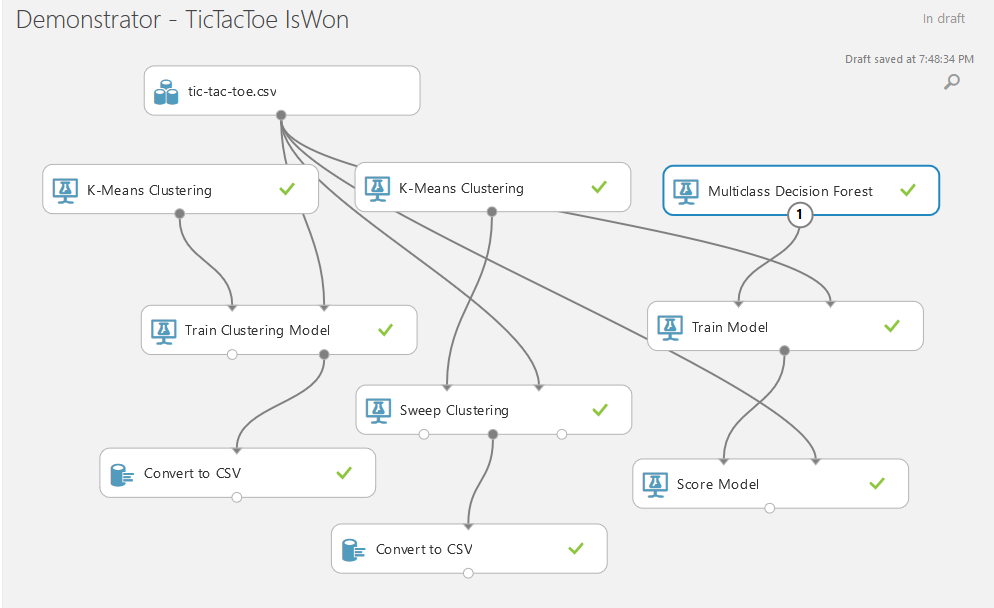 Demonstrator - TicTacToe IsWon
In draft
Draft saved at 7:48:34 PM
tic-tac-toe.csv
K-Means Clustering
K-Means Clustering
Multiclass Decision Forest
1
Train Clustering Model
Train Model
Sweep Clustering
Convert to CSV
Score Model
Convert to CSV